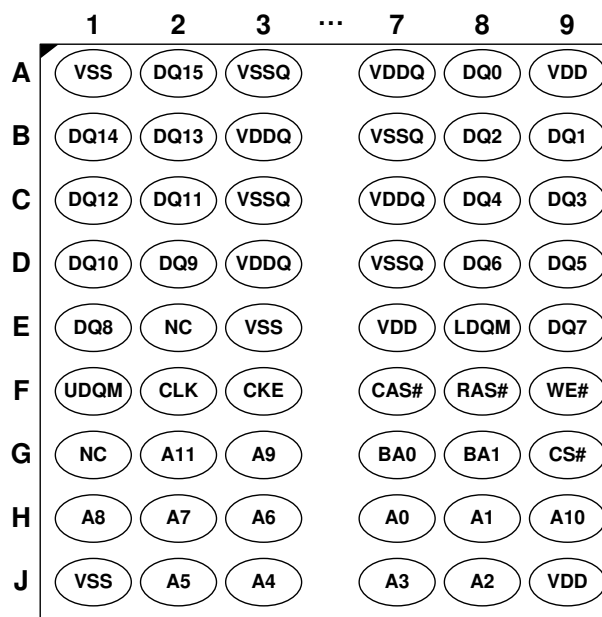 1 2 3 ... 7 8 9
A VSS DQ15 VSSQ VDDQ DQ0 VDD
B DQ14 DQ13 VDDQ VSSQ DQ2 DQ1
C DQ12 DQ11 VSSQ VDDQ DQ4 DQ3
D DQ10 DQ9 VDDQ VSSQ DQ6 DQ5
E DQ8 NC VSS VDD LDQM DQ7
F UDQM CLK CKE CAS# RAS# WE#
G NC A11 A9 BA0 BA1 CS#
H A8 A7 A6 A0 A1 A10
J VSS A5 A4 A3 A2 VDD